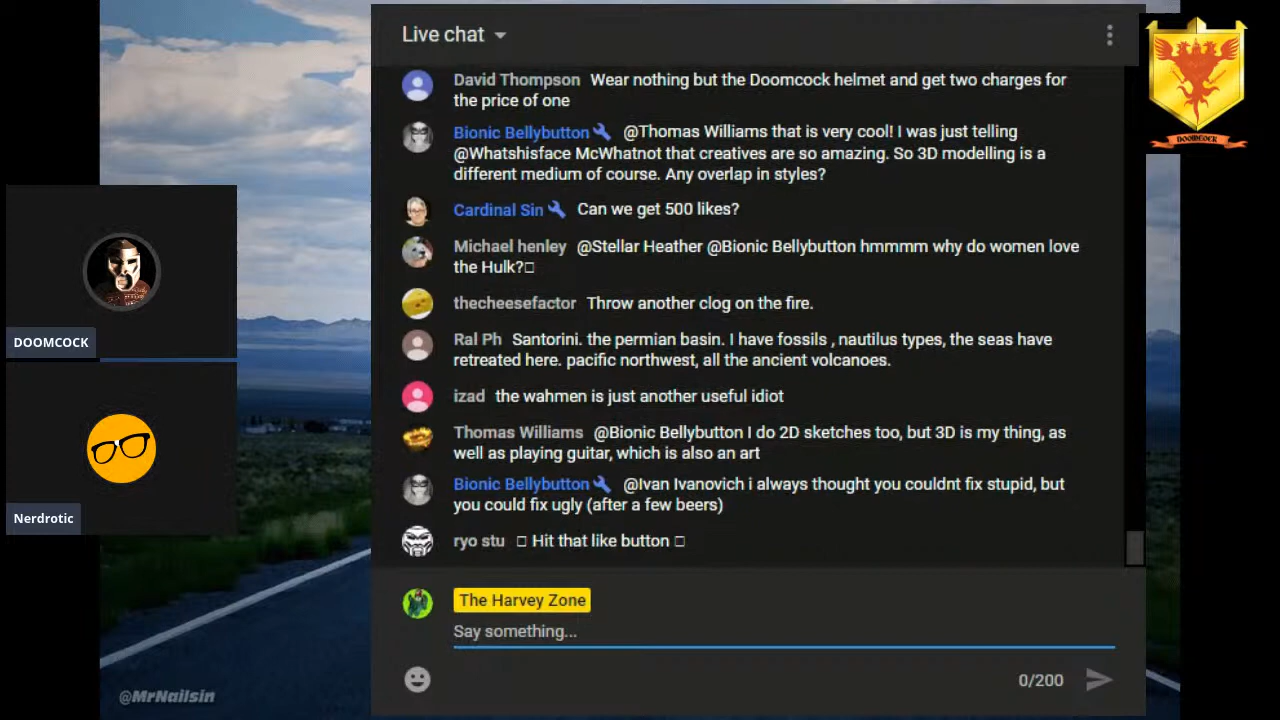 Live chat
David Thompson Wear nothing but the Doomcock helmet and get two charges for
the price of one
Bionic Bellybutton @Thomas Williams that is very cool! I was just telling
@Whatshisface McWhatnot that creatives are so amazing. So 3D modelling is a
different medium of course. Any overlap in styles?
Cardinal Sin Can we get 500 likes?
Michael henley @Stellar Heather @Bionic Bellybutton hmmmm why do women love
the Hulk?□
thecheesefactor Throw another clog on the fire.
Ral Ph Santorini. the permian basin. I have fossils , nautilus types, the seas have
retreated here. pacific northwest, all the ancient volcanoes.
izad the wahmen is just another useful idiot
Thomas Williams @Bionic Bellybutton I do 2D sketches too, but 3D is my thing, as
well as playing guitar, which is also an art
Bionic Bellybutton @Ivan Ivanovich i always thought you couldnt fix stupid, but
you could fix ugly (after a few beers)
ryo stu □ Hit that like button □
The Harvey Zone
Say something...
0/200
DOOMCOCK
Nerdrotic
@MrNailsin
DOOMCOCK